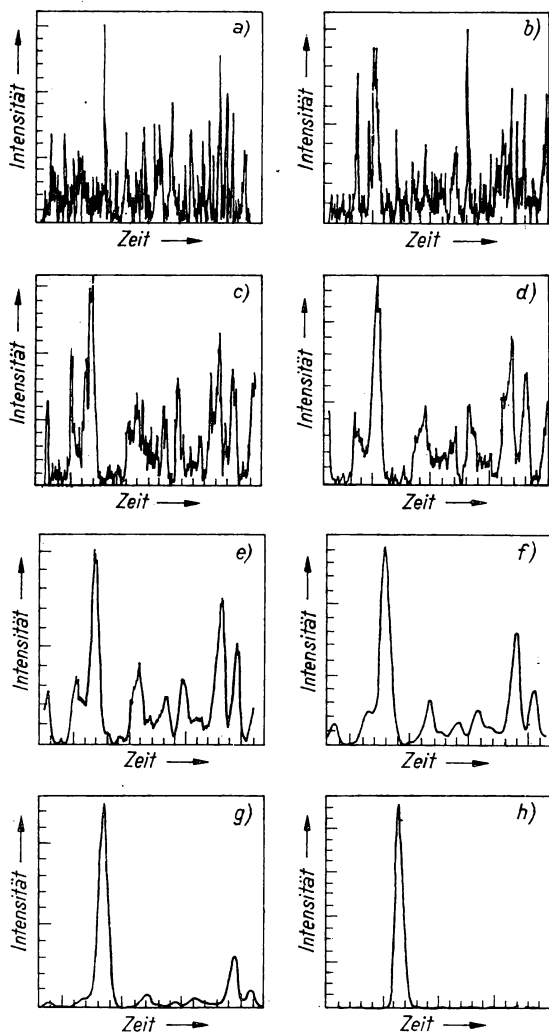 a)
Intensität
Zeit
b)
Intensität
Zeit
c)
Intensität
Zeit
d)
Intensität
Zeit
e)
Intensität
Zeit
f)
Intensität
Zeit
g)
Intensität
Zeit
h)
Intensität
Zeit